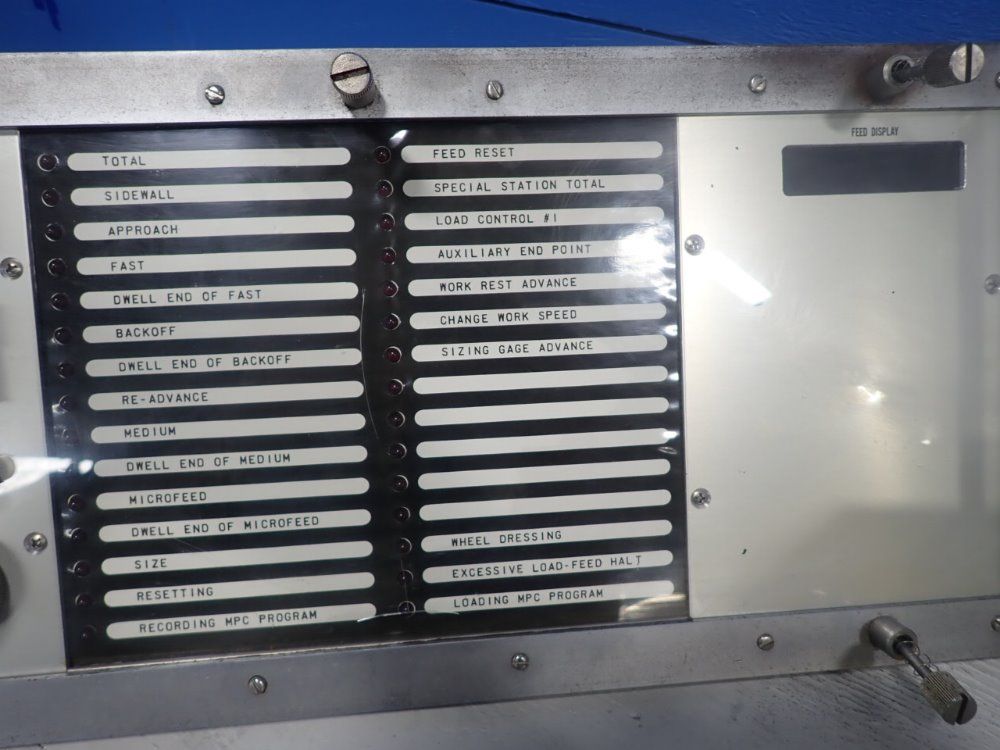 TOTAL
SIDEWALL
APPROACH
FAST
DWELL END OF FAST
BACKOFF
DWELL END OF BACKOFF
RE-ADVANCE
MEDIUM
DWELL END OF MEDIUM
MICROFEED
DWELL END OF MICROFEED
SIZE
RESETTING
RECORDING MPC PROGRAM
FEED RESET
SPECIAL STATION TOTAL
LOAD CONTROL #1
AUXILIARY END POINT
WORK REST ADVANCE
CHANGE WORK SPEED
SIZING GAGE ADVANCE
WHEEL DRESSING
EXCESSIVE LOAD-FEED HALT
LOADING MPC PROGRAM
FEED DISPLAY